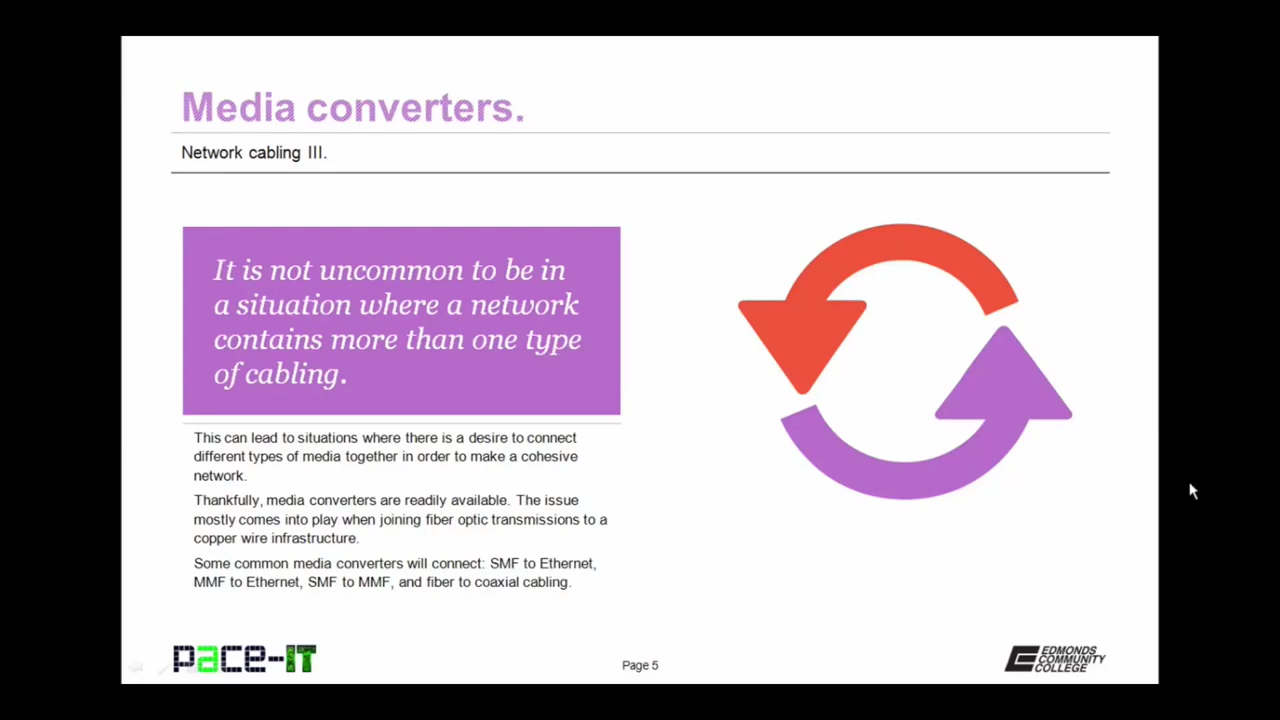 Media converters.
Network cabling III.
It is not uncommon to be in
a situation where a network
contains more than one type
of cabling.
This can lead to situations where there is a desire to connect
different types of media together in order to make a cohesive
network.
Thankfully, media converters are readily available. The issue
mostly comes into play when joining fiber optic transmissions to a
copper wire infrastructure.
Some common media converters will connect: SMF to Ethernet,
MMF to Ethernet, SMF to MMF, and fiber to coaxial cabling.
pace-IT
Page 5
EDMONDS
COMMUNITY
COLLEGE